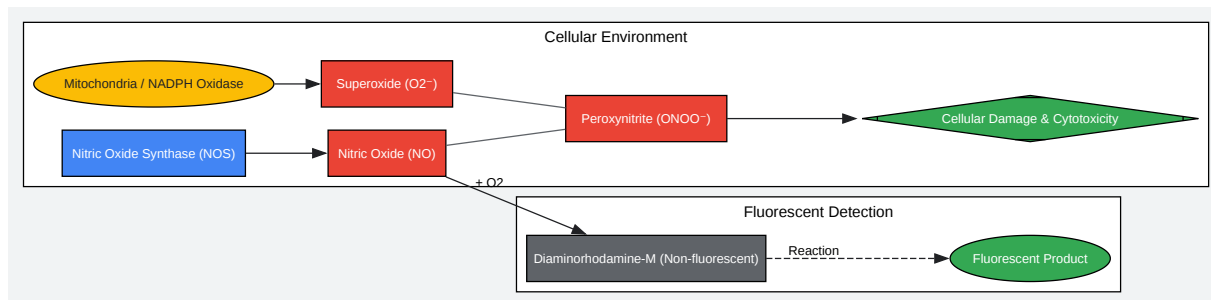 Cellular Environment
Mitochondria / NADPH Oxidase
Superoxide (O2⁻)
Peroxynitrite (ONOO⁻)
Cellular Damage & Cytotoxicity
Nitric Oxide Synthase (NOS)
Nitric Oxide (NO)
+ O2
Fluorescent Detection
Diaminorhodamine-M (Non-fluorescent)
Reaction
Fluorescent Product